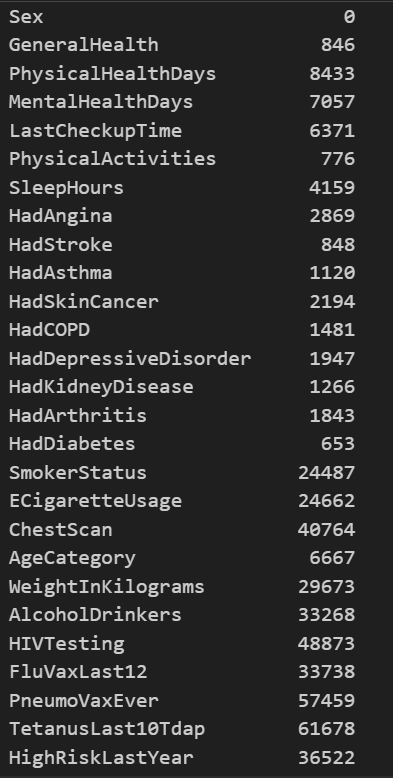 Sex 0
GeneralHealth 846
PhysicalHealthDays 8433
MentalHealthDays 7057
LastCheckupTime 6371
PhysicalActivities 776
SleepHours 4159
HadAngina 2869
HadStroke 848
HadAsthma 1120
HadSkinCancer 2194
HadCOPD 1481
HadDepressiveDisorder 1947
HadKidneyDisease 1266
HadArthritis 1843
HadDiabetes 653
SmokerStatus 24487
ECigaretteUsage 24662
ChestScan 40764
AgeCategory 6667
WeightInKilograms 29673
AlcoholDrinkers 33268
HIVTesting 48873
FluVaxLast12 33738
PneumoVaxEver 57459
TetanusLast10Tdap 61678
HighRiskLastYear 36522